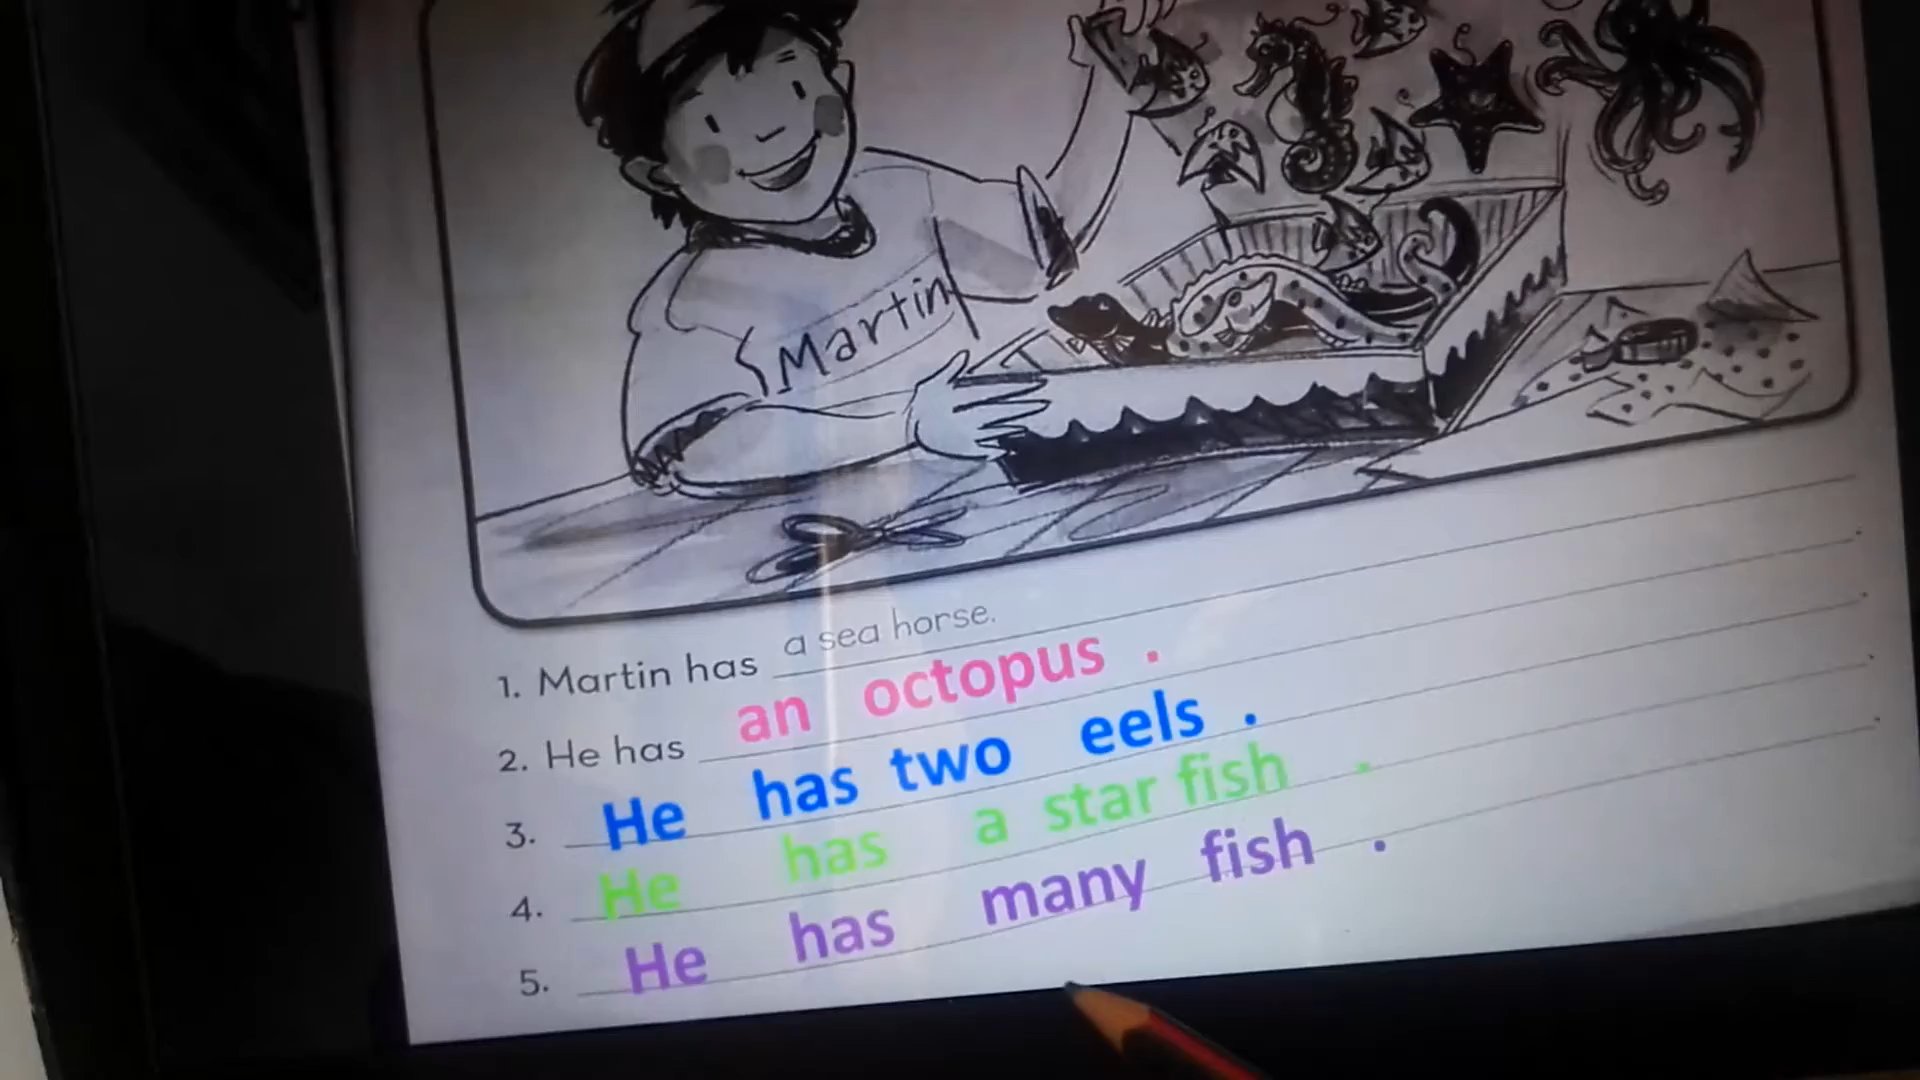 Martin
1. Martin has a sea horse.
2. He has an octopus .
3. He has two eels .
4. He has a star fish .
5. He has many fish .